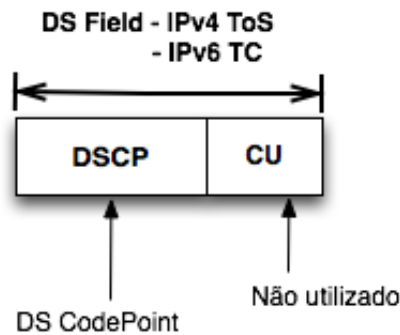 DS Field - IPv4 ToS
- IPv6 TC
DSCP
CU
Não utilizado
DS CodePoint